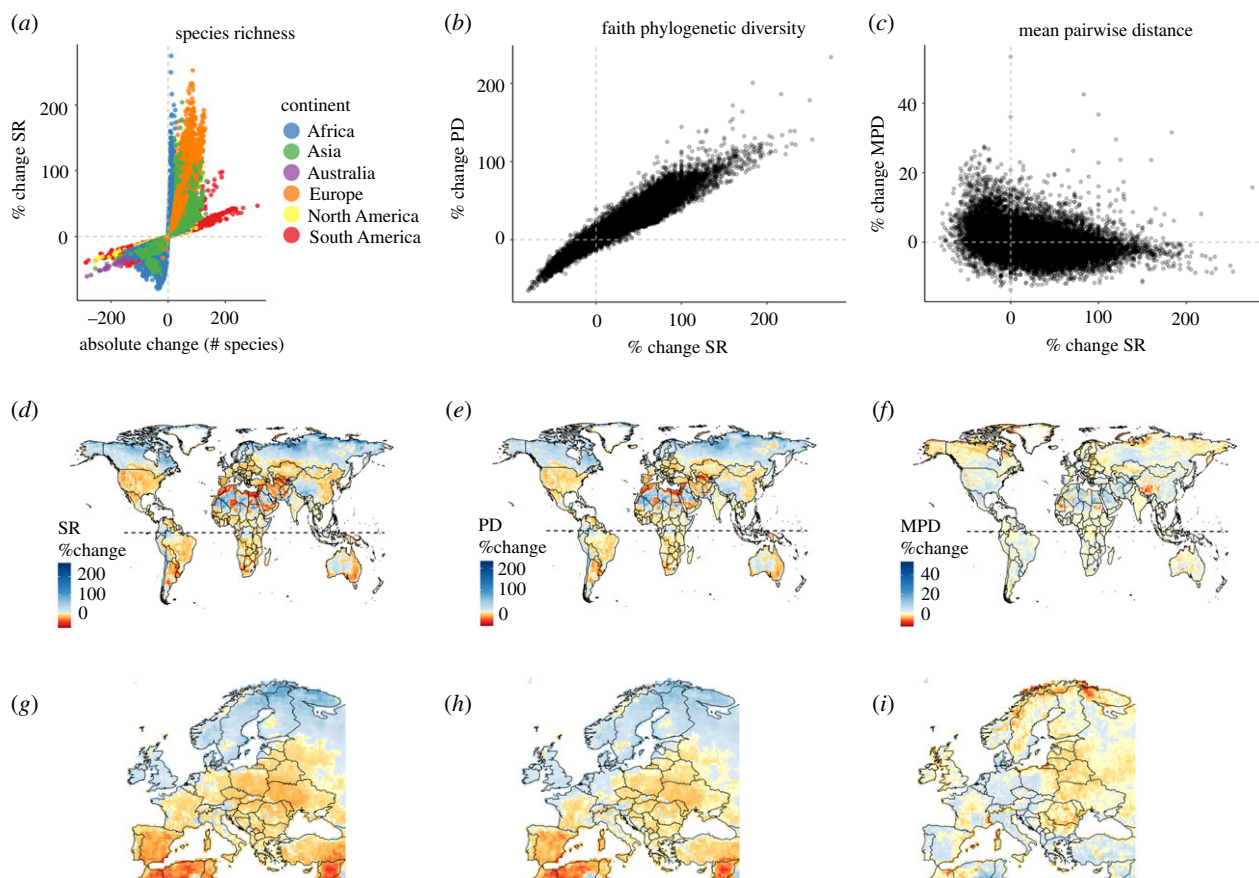 (a)
species richness
200
100
0
% change SR
−200
0
200
absolute change (# species)
continent
Africa
Asia
Australia
Europe
North America
South America
(b)
faith phylogenetic diversity
200
100
0
% change PD
0
100
200
% change SR
(c)
mean pairwise distance
40
20
0
% change MPD
0
100
200
% change SR
(d)
SR
%change
200
100
0
(e)
PD
%change
200
100
0
(f)
MPD
%change
40
20
0
(g)
(h)
(i)